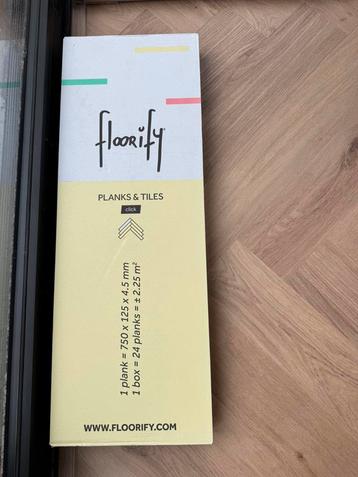 floorify
PLANKS & TILES
click
1 plank = 750 x 125 x 4.5 mm
1 box = 24 planks = ± 2.25 m²
WWW.FLOORIFY.COM